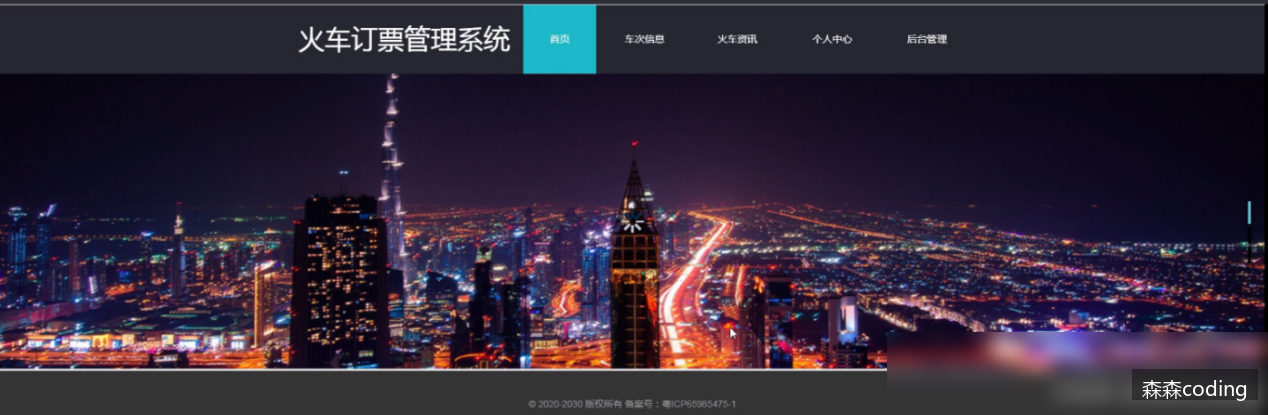 火车订票管理系统
首页
车次信息
火车资讯
个人中心
后台管理
森森coding
© 2020-2030 版权所有 备案号：粤ICP65985475-1